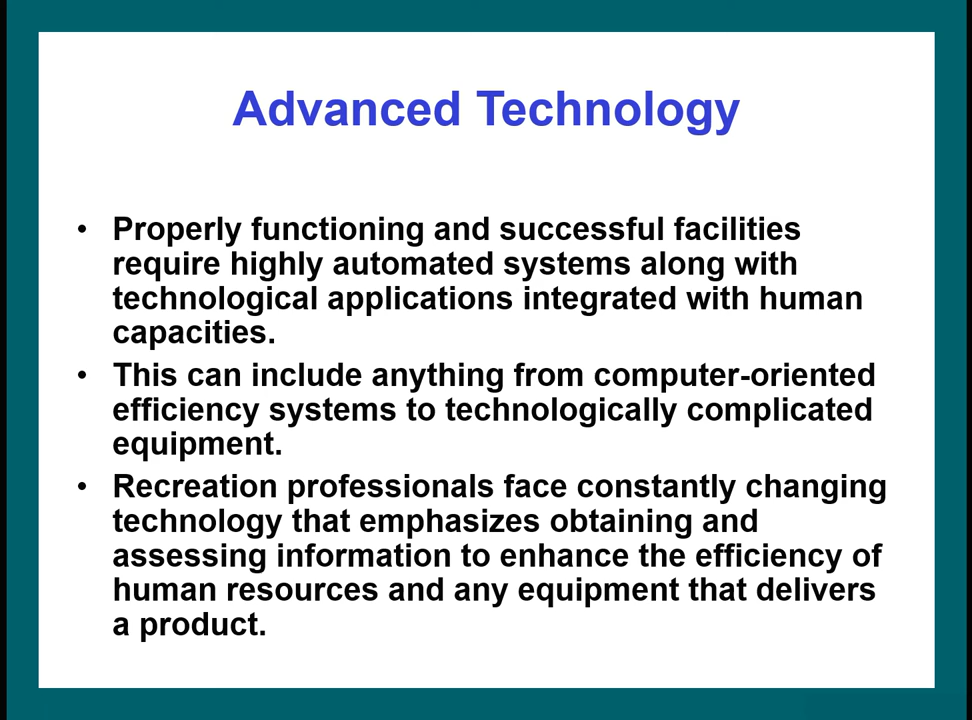 Advanced Technology
• Properly functioning and successful facilities
require highly automated systems along with
technological applications integrated with human
capacities.
• This can include anything from computer-oriented
efficiency systems to technologically complicated
equipment.
• Recreation professionals face constantly changing
technology that emphasizes obtaining and
assessing information to enhance the efficiency of
human resources and any equipment that delivers
a product.